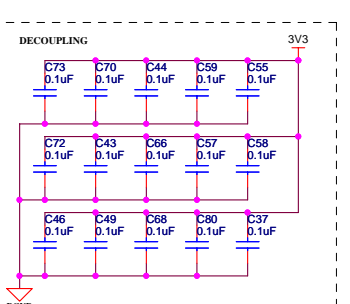 DECOUPLING 3V3
C73 C70 C44 C59 C55
0.1uF 0.1uF 0.1uF 0.1uF 0.1uF
C72 C43 C66 C57 C58
0.1uF 0.1uF 0.1uF 0.1uF 0.1uF
C46 C49 C68 C80 C37
0.1uF 0.1uF 0.1uF 0.1uF 0.1uF